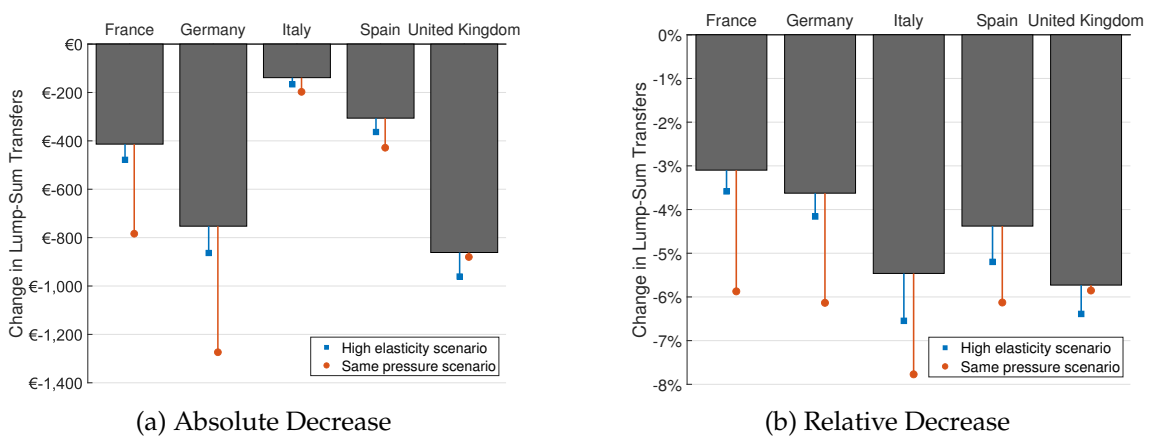 France Germany Italy Spain United Kingdom
€0
€-200
€-400
€-600
€-800
€-1,000
€-1,200
€-1,400
Change in Lump-Sum Transfers
High elasticity scenario
Same pressure scenario
(a) Absolute Decrease
France Germany Italy Spain United Kingdom
0%
-1%
-2%
-3%
-4%
-5%
-6%
-7%
-8%
Change in Lump-Sum Transfers
High elasticity scenario
Same pressure scenario
(b) Relative Decrease